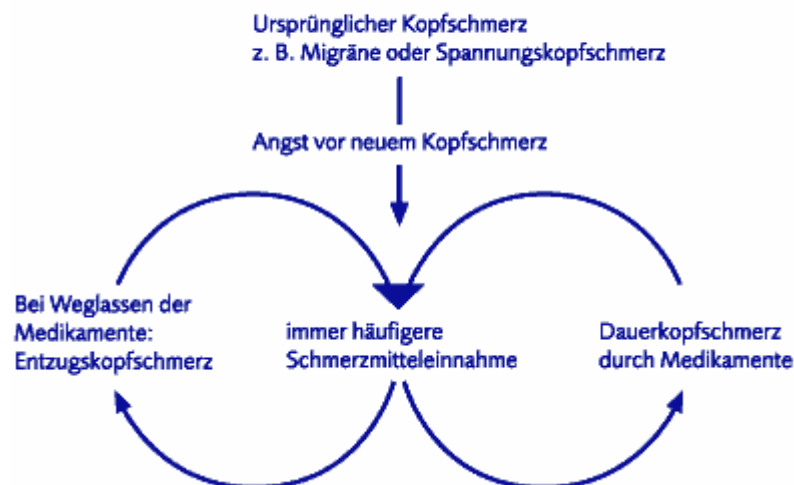 Ursprünglicher Kopfschmerz
z. B. Migräne oder Spannungskopfschmerz
Angst vor neuem Kopfschmerz
Bei Weglassen der
Medikamente:
Entzugskopfschmerz
immer häufigere
Schmerzmitteleinnahme
Dauerkopfschmerz
durch Medikamente